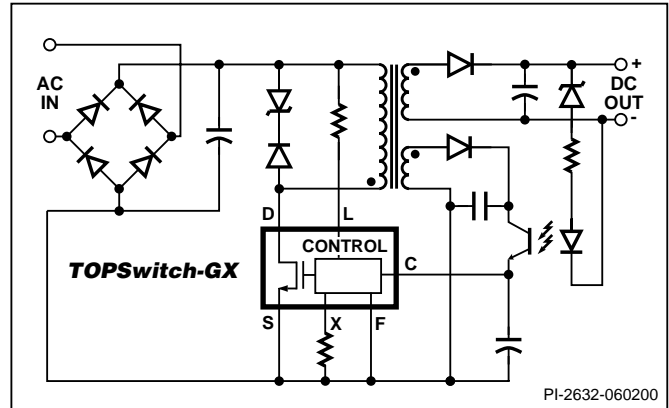 AC
IN
+
DC
OUT
-
D
L
CONTROL
C
TOPSwitch-GX
S
X
F
PI-2632-060200